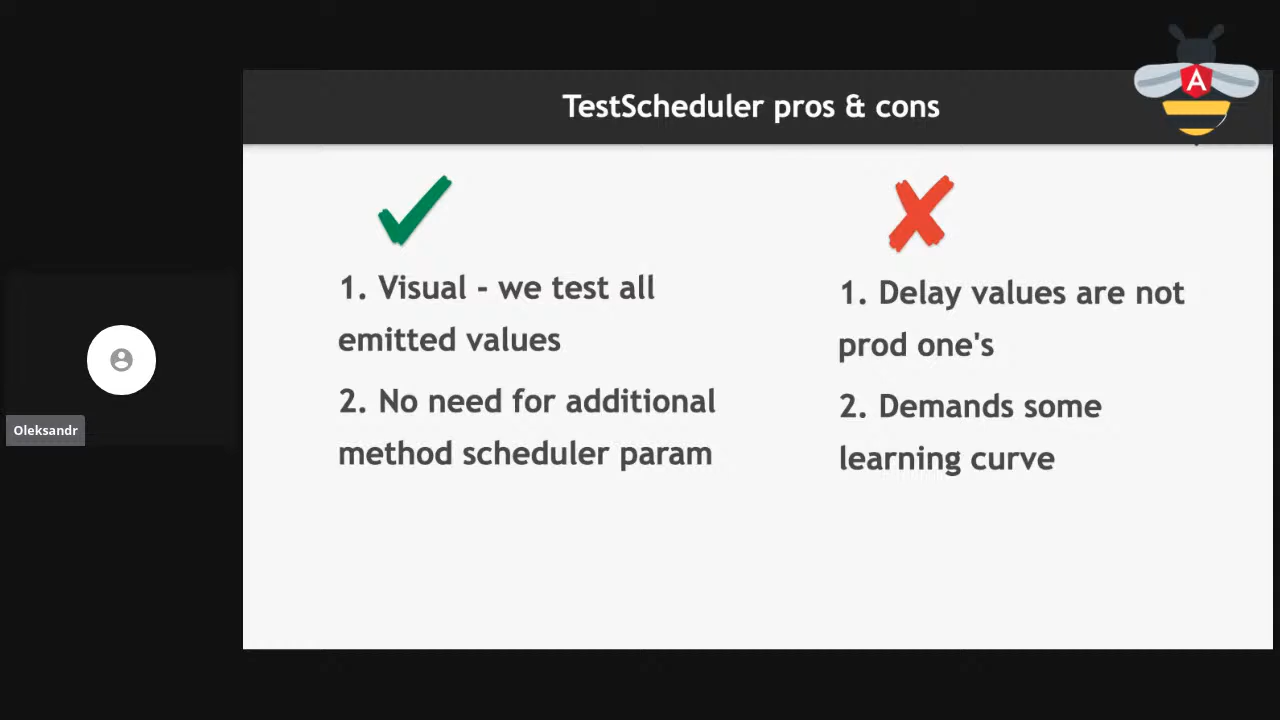 TestScheduler pros & cons
A
1. Visual - we test all
emitted values
2. No need for additional
method scheduler param
1. Delay values are not
prod one's
2. Demands some
learning curve
Oleksandr